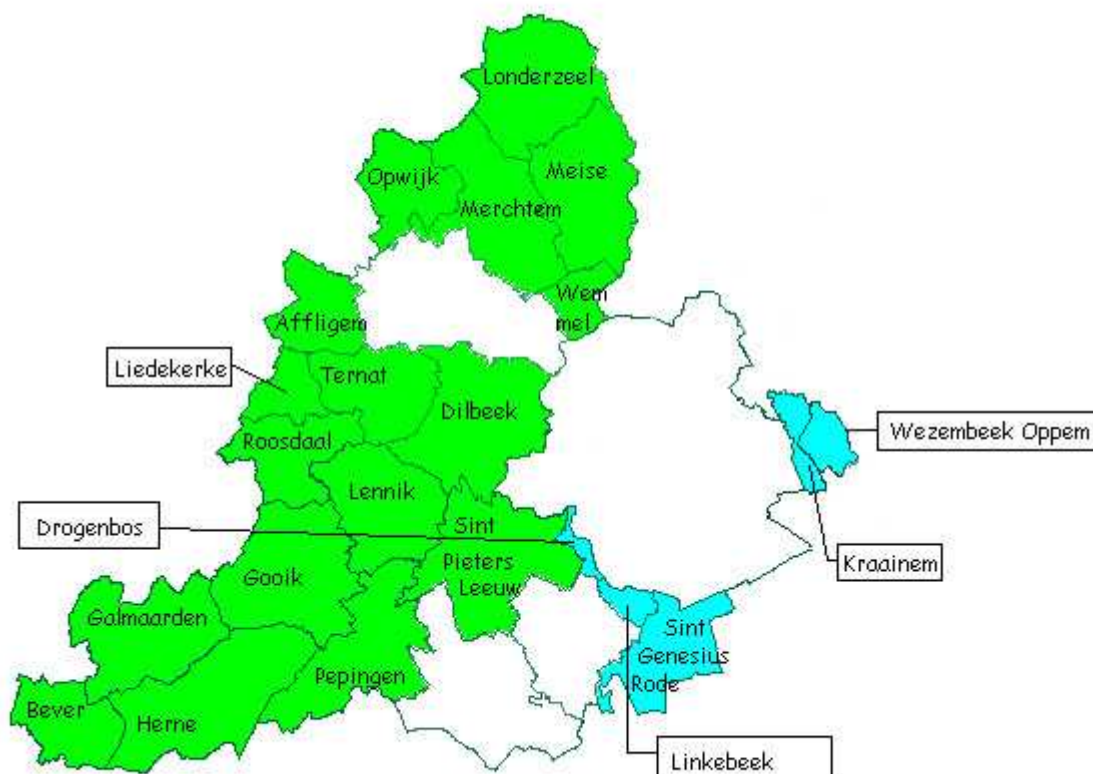 Londerzeel
Opwijk
Meise
Merchtem
Wem
mel
Affligem
Liedekerke
Ternat
Dilbeek
Roosdaal
Wezembeek Oppem
Lennik
Drogenbos
Sint
Pieters
Leeuw
Kraainem
Gooik
Galmaarden
Sint
Genesius
Rode
Pepingen
Bever
Herne
Linkebeek